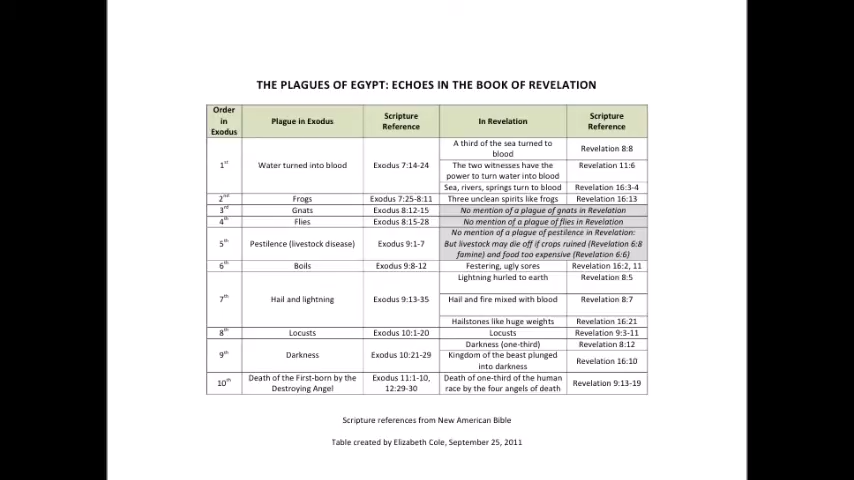 THE PLAGUES OF EGYPT: ECHOES IN THE BOOK OF REVELATION
Order in Exodus
Plague in Exodus
Scripture Reference
In Revelation
Scripture Reference
1st
Water turned into blood
Exodus 7:14-24
A third of the sea turned to blood
Revelation 8:8
The two witnesses have the power to turn water into blood
Revelation 11:6
Sea, rivers, springs turn to blood
Revelation 16:3-4
2nd
Frogs
Exodus 7:25-8:11
Three unclean spirits like frogs
Revelation 16:13
3rd
Gnats
Exodus 8:12-15
No mention of a plague of gnats in Revelation
4th
Flies
Exodus 8:15-28
No mention of a plague of flies in Revelation
5th
Pestilence (livestock disease)
Exodus 9:1-7
No mention of a plague of pestilence in Revelation:
But livestock may die off if crops ruined (Revelation 6:8
famine) and food too expensive (Revelation 6:6)
6th
Boils
Exodus 9:8-12
Festering, ugly sores
Revelation 16:2, 11
7th
Hail and lightning
Exodus 9:13-35
Lightning hurled to earth
Revelation 8:5
Hail and fire mixed with blood
Revelation 8:7
Hailstones like huge weights
Revelation 16:21
8th
Locusts
Exodus 10:1-20
Locusts
Revelation 9:3-11
9th
Darkness
Exodus 10:21-29
Darkness (one-third)
Revelation 8:12
Kingdom of the beast plunged into darkness
Revelation 16:10
10th
Death of the First-born by the Destroying Angel
Exodus 11:1-10, 12:29-30
Death of one-third of the human race by the four angels of death
Revelation 9:13-19
Scripture references from New American Bible
Table created by Elizabeth Cole, September 25, 2011